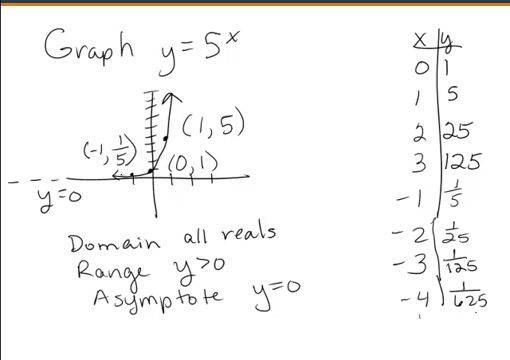 Graph y = 5^x
(1, 5)
(-1, 1/5)
(0, 1)
y=0
Domain all reals
Range y>0
Asymptote y=0
x | y
0 | 1
1 | 5
2 | 25
3 | 125
-1 | 1/5
-2 | 1/25
-3 | 1/125
-4 | 1/625